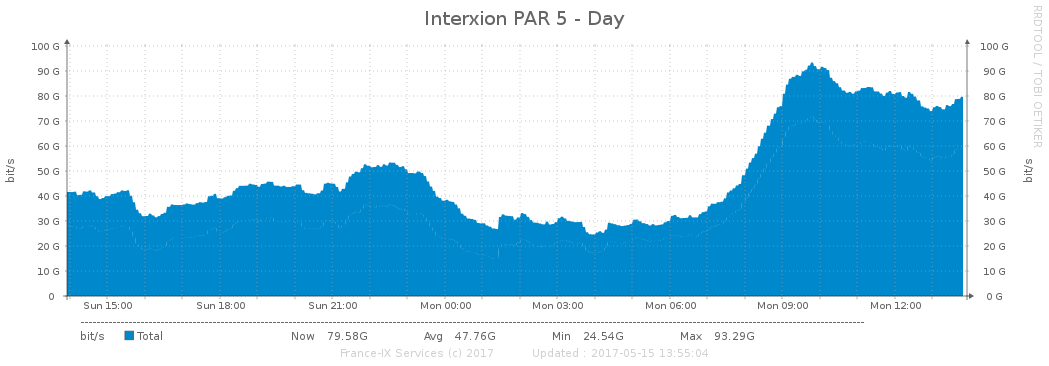 Interxion PAR 5 - Day
RRDTOOL / TOBI OETIKER
bit/s
100 G 100 G
90 G 90 G
80 G 80 G
70 G 70 G
60 G 60 G
50 G 50 G
40 G 40 G
30 G 30 G
20 G 20 G
10 G 10 G
0 0 G
bit/s
Sun 15:00 Sun 18:00 Sun 21:00 Mon 00:00 Mon 03:00 Mon 06:00 Mon 09:00 Mon 12:00
bit/s Total Now 79.58G Avg 47.76G Min 24.54G Max 93.29G
France-IX Services (c) 2017 Updated : 2017-05-15 13:55:04